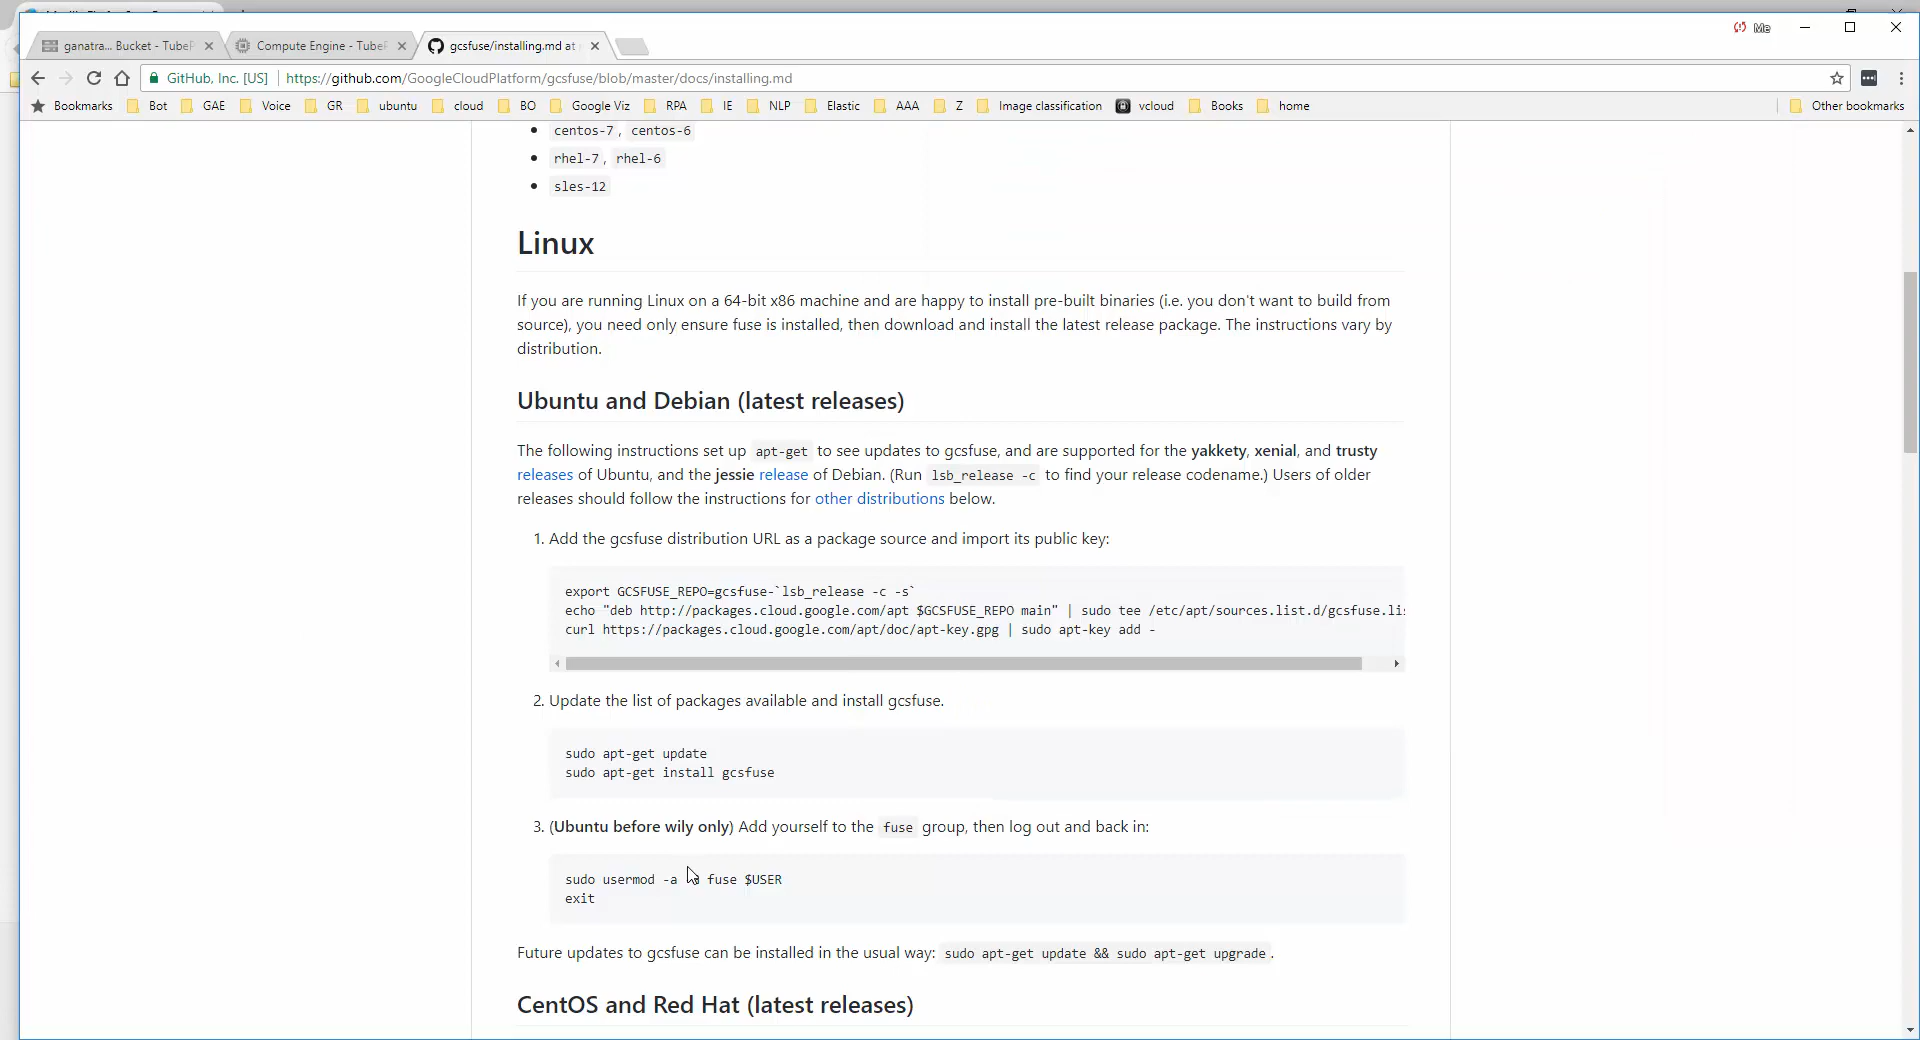 Me
ganatra... Bucket - TubeF
Compute Engine - TubeF
gcsfuse/installing.md at
GitHub, Inc. [US]
https://github.com/GoogleCloudPlatform/gcsfuse/blob/master/docs/installing.md
Bookmarks Bot GAE Voice GR ubuntu cloud BO Google Viz RPA IE NLP Elastic AAA Z Image classification vcloud Books home Other bookmarks
centos-7, centos-6
rhel-7, rhel-6
sles-12
Linux
If you are running Linux on a 64-bit x86 machine and are happy to install pre-built binaries (i.e. you don't want to build from
source), you need only ensure fuse is installed, then download and install the latest release package. The instructions vary by
distribution.
Ubuntu and Debian (latest releases)
The following instructions set up apt-get to see updates to gcsfuse, and are supported for the yakkety, xenial, and trusty
releases of Ubuntu, and the jessie release of Debian. (Run lsb_release -c to find your release codename.) Users of older
releases should follow the instructions for other distributions below.
1. Add the gcsfuse distribution URL as a package source and import its public key:
export GCSFUSE_REPO=gcsfuse-`lsb_release -c -s`
echo "deb http://packages.cloud.google.com/apt $GCSFUSE_REPO main" | sudo tee /etc/apt/sources.list.d/gcsfuse.lis
curl https://packages.cloud.google.com/apt/doc/apt-key.gpg | sudo apt-key add -
2. Update the list of packages available and install gcsfuse.
sudo apt-get update
sudo apt-get install gcsfuse
3. (Ubuntu before wily only) Add yourself to the fuse group, then log out and back in:
sudo usermod -a fuse $USER
exit
Future updates to gcsfuse can be installed in the usual way: sudo apt-get update && sudo apt-get upgrade.
CentOS and Red Hat (latest releases)